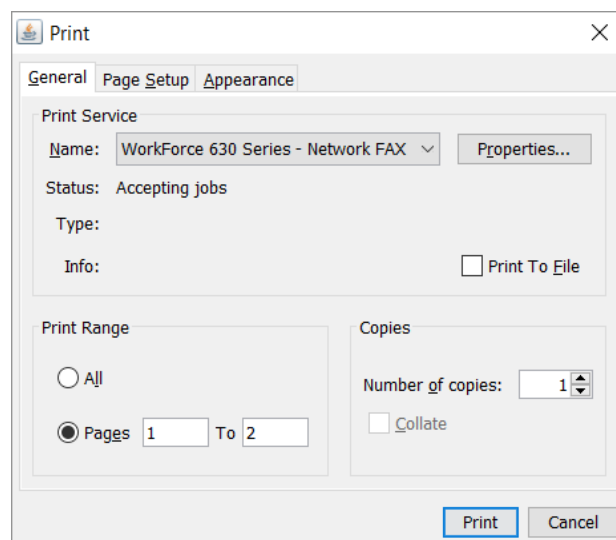 Print
General Page Setup Appearance
Print Service
Name: WorkForce 630 Series - Network FAX Properties...
Status: Accepting jobs
Type:
Info: Print To File
Print Range
All
Pages 1 To 2
Copies
Number of copies: 1
Collate
Print Cancel